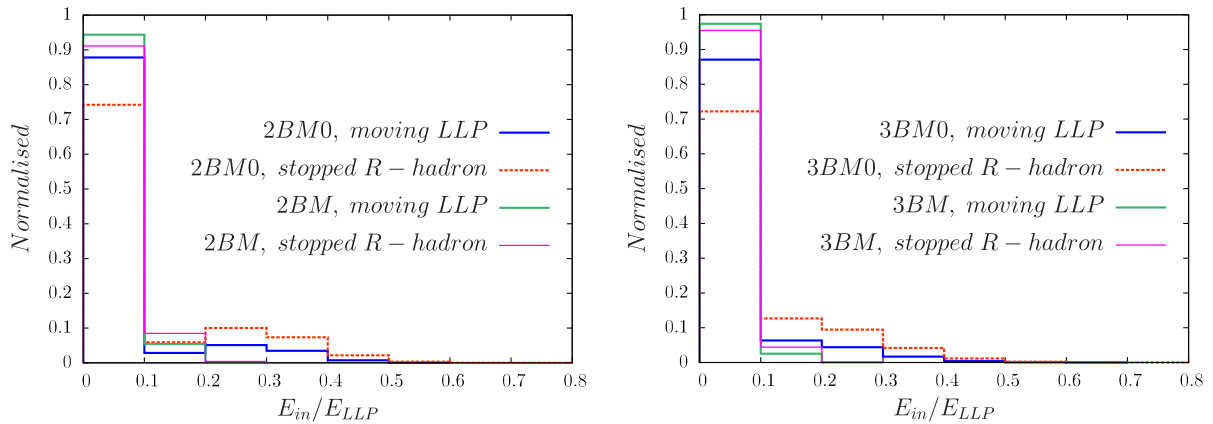 1
0.9
0.8
0.7
0.6
0.5
0.4
0.3
0.2
0.1
0
Normalised
2BM0, moving LLP
2BM0, stopped R − hadron
2BM, moving LLP
2BM, stopped R − hadron
0 0.1 0.2 0.3 0.4 0.5 0.6 0.7 0.8
E_in/E_LLP
1
0.9
0.8
0.7
0.6
0.5
0.4
0.3
0.2
0.1
0
Normalised
3BM0, moving LLP
3BM0, stopped R − hadron
3BM, moving LLP
3BM, stopped R − hadron
0 0.1 0.2 0.3 0.4 0.5 0.6 0.7 0.8
E_in/E_LLP